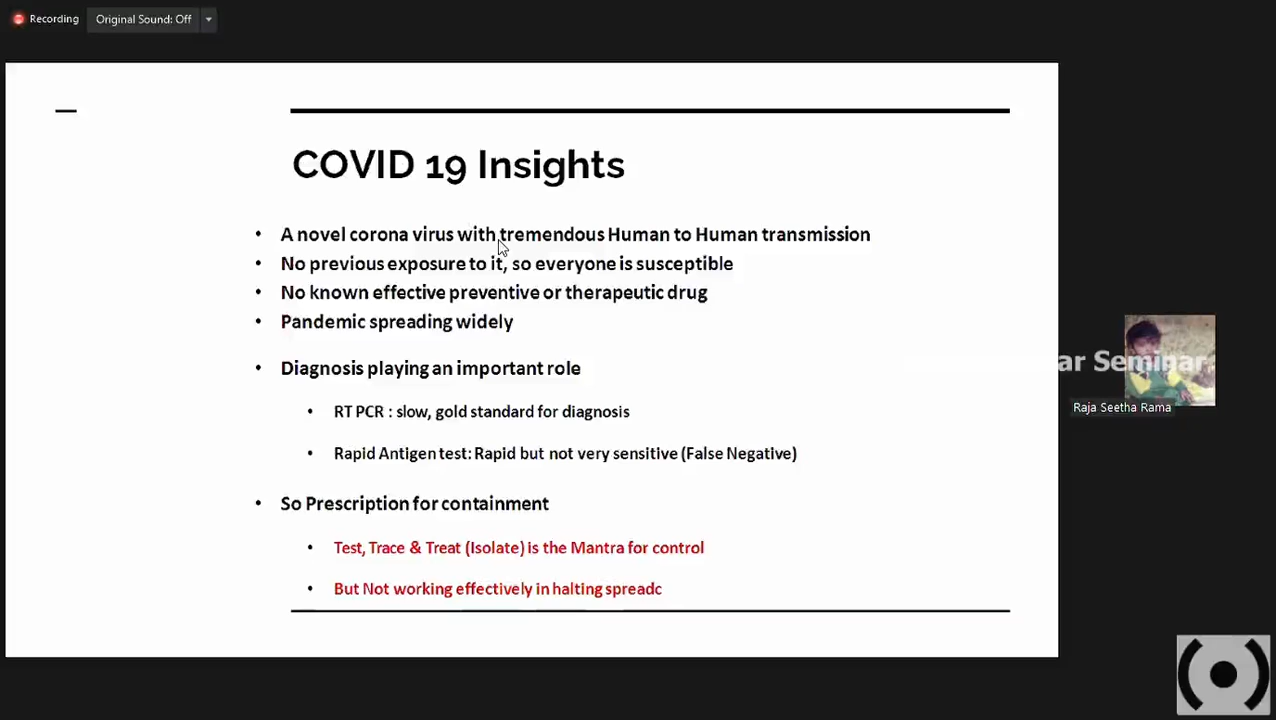 Recording
Original Sound: Off
COVID 19 Insights
• A novel corona virus with tremendous Human to Human transmission
• No previous exposure to it, so everyone is susceptible
• No known effective preventive or therapeutic drug
• Pandemic spreading widely
• Diagnosis playing an important role
• RT PCR : slow, gold standard for diagnosis
• Rapid Antigen test: Rapid but not very sensitive (False Negative)
• So Prescription for containment
• Test, Trace & Treat (Isolate) is the Mantra for control
• But Not working effectively in halting spreadc
Seminar
Raja Seetha Rama